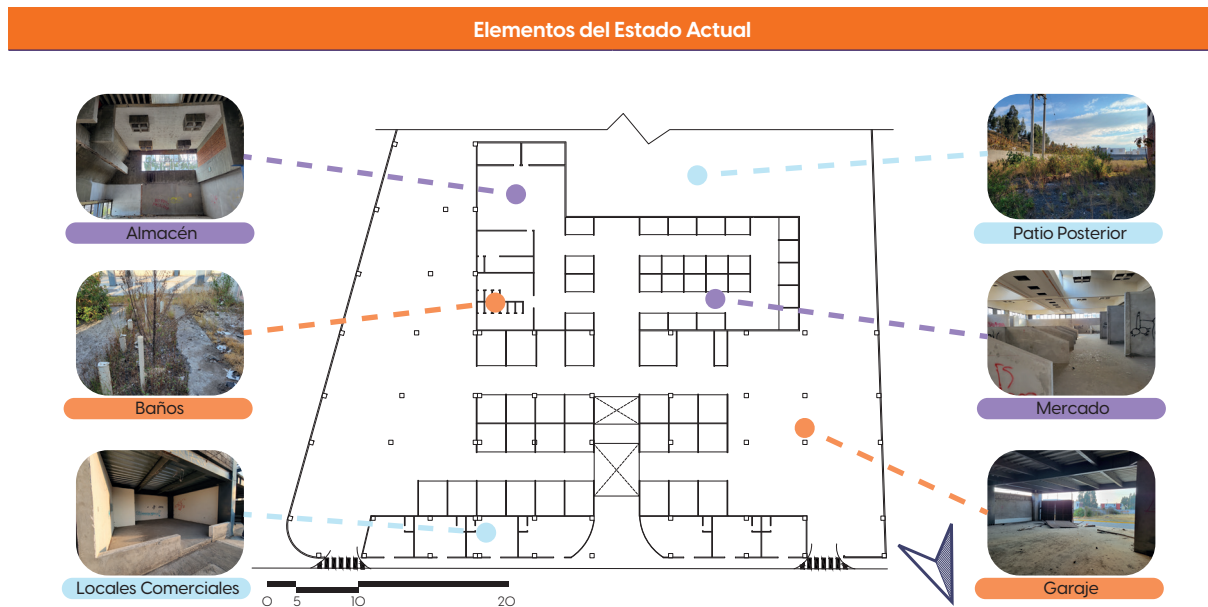 Elementos del Estado Actual
Almacén
Patio Posterior
Baños
Mercado
Locales Comerciales
Garaje
0 5 10 20